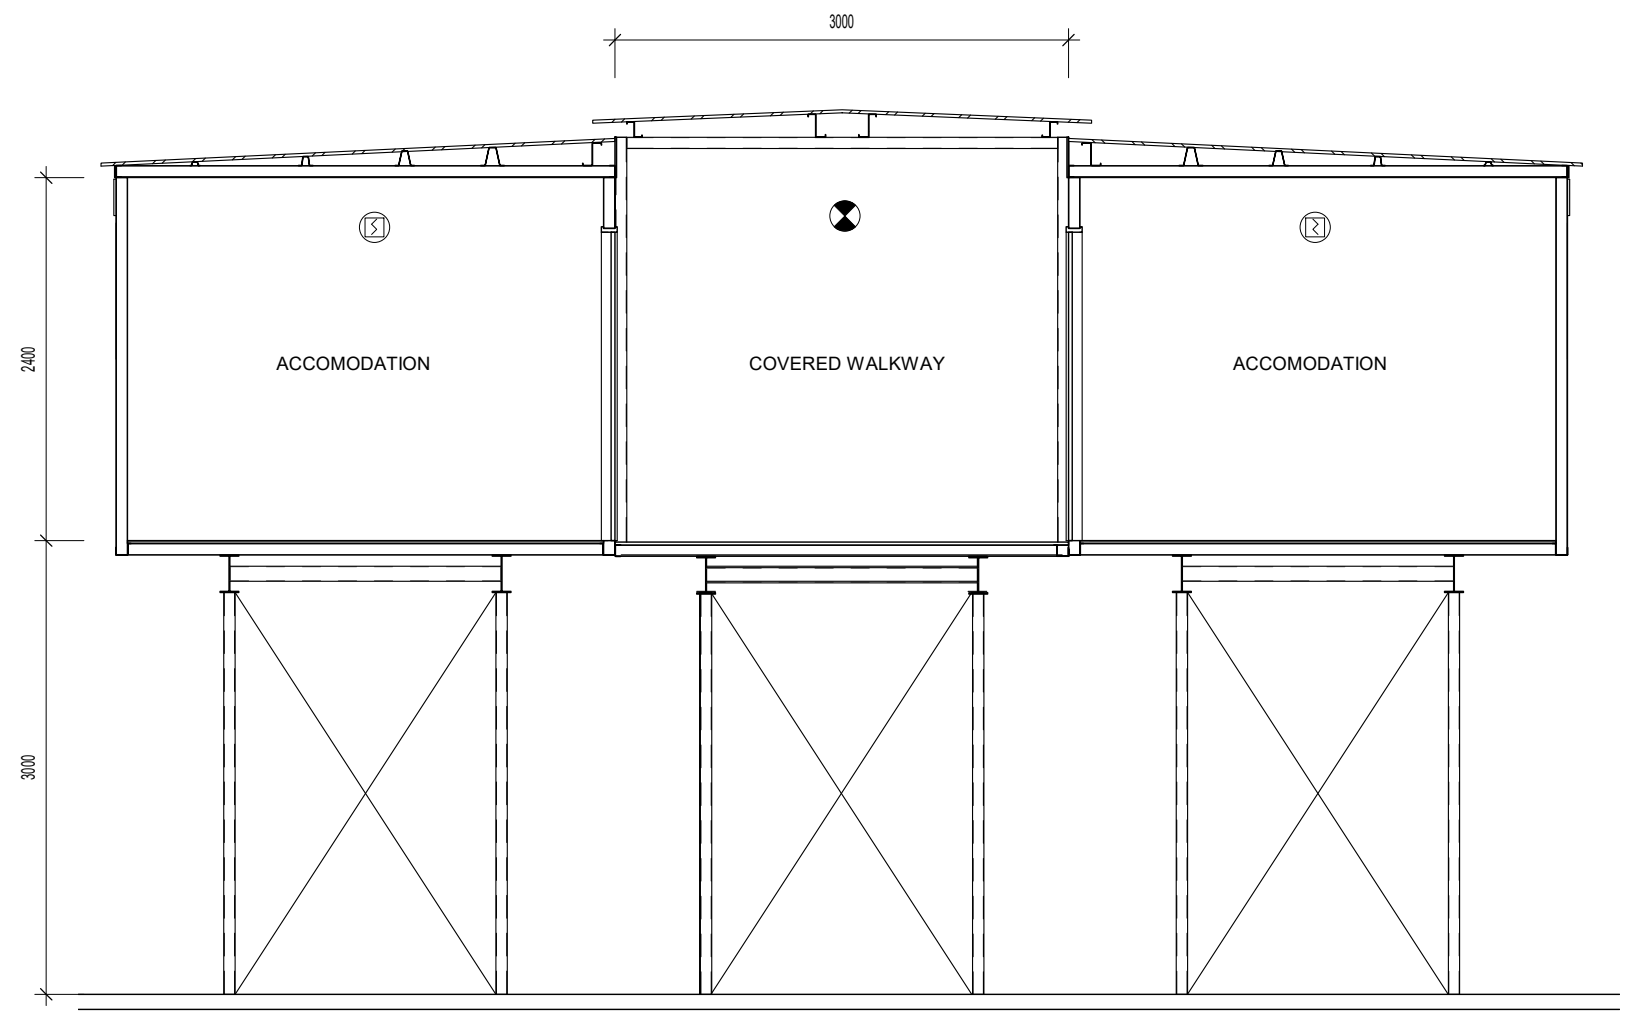 3000
2400
ACCOMODATION
COVERED WALKWAY
ACCOMODATION
3000